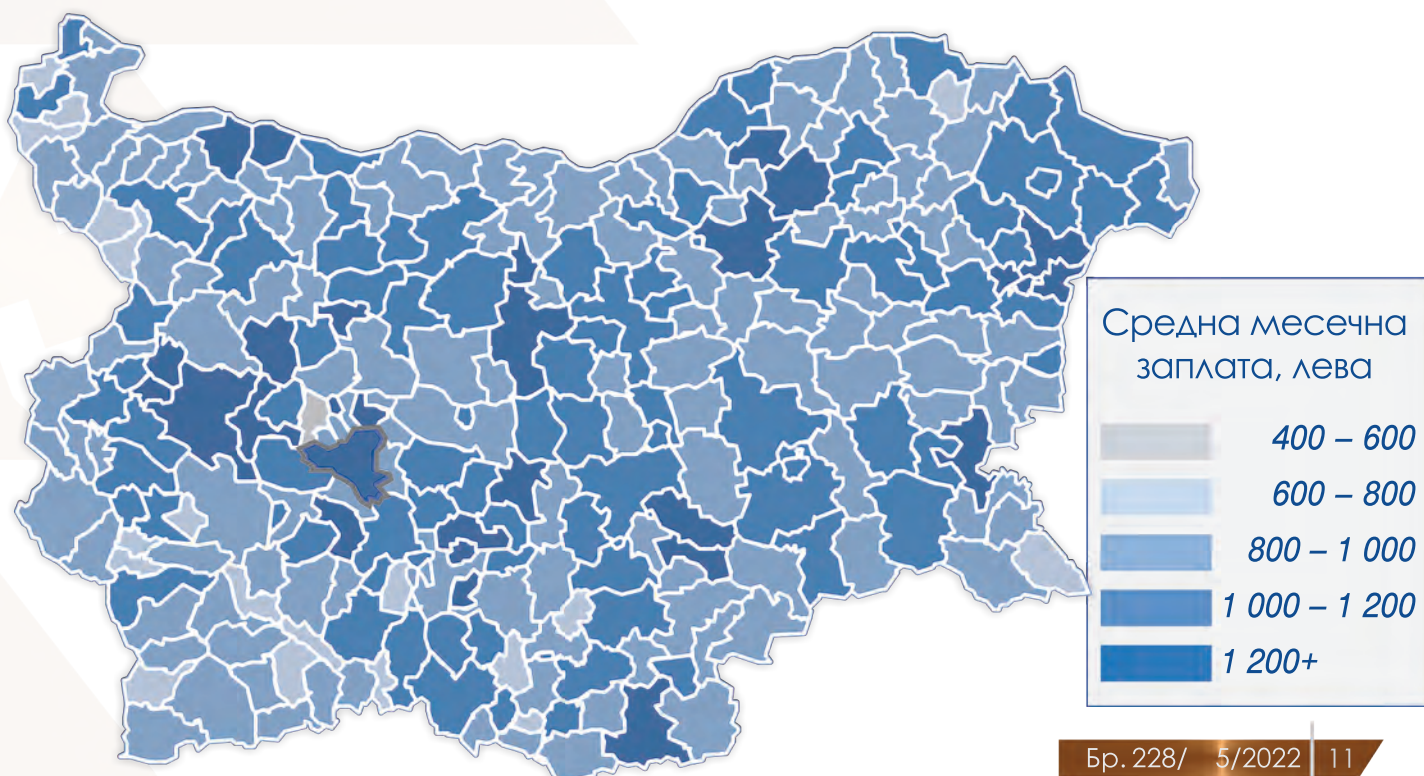 Средна месечна
заплата, лева
400 – 600
600 – 800
800 – 1 000
1 000 – 1 200
1 200+
Бр. 228/ 5/2022 11